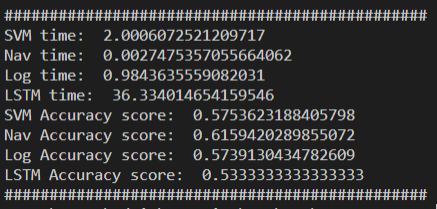 ###############################################
SVM time:  2.0006072521209717
Nav time:  0.0027475357055664062
Log time:  0.9843635559082031
LSTM time:  36.334014654159546
SVM Accuracy score:  0.5753623188405798
Nav Accuracy score:  0.6159420289855072
Log Accuracy score:  0.5739130434782609
LSTM Accuracy score:  0.5333333333333333
###############################################